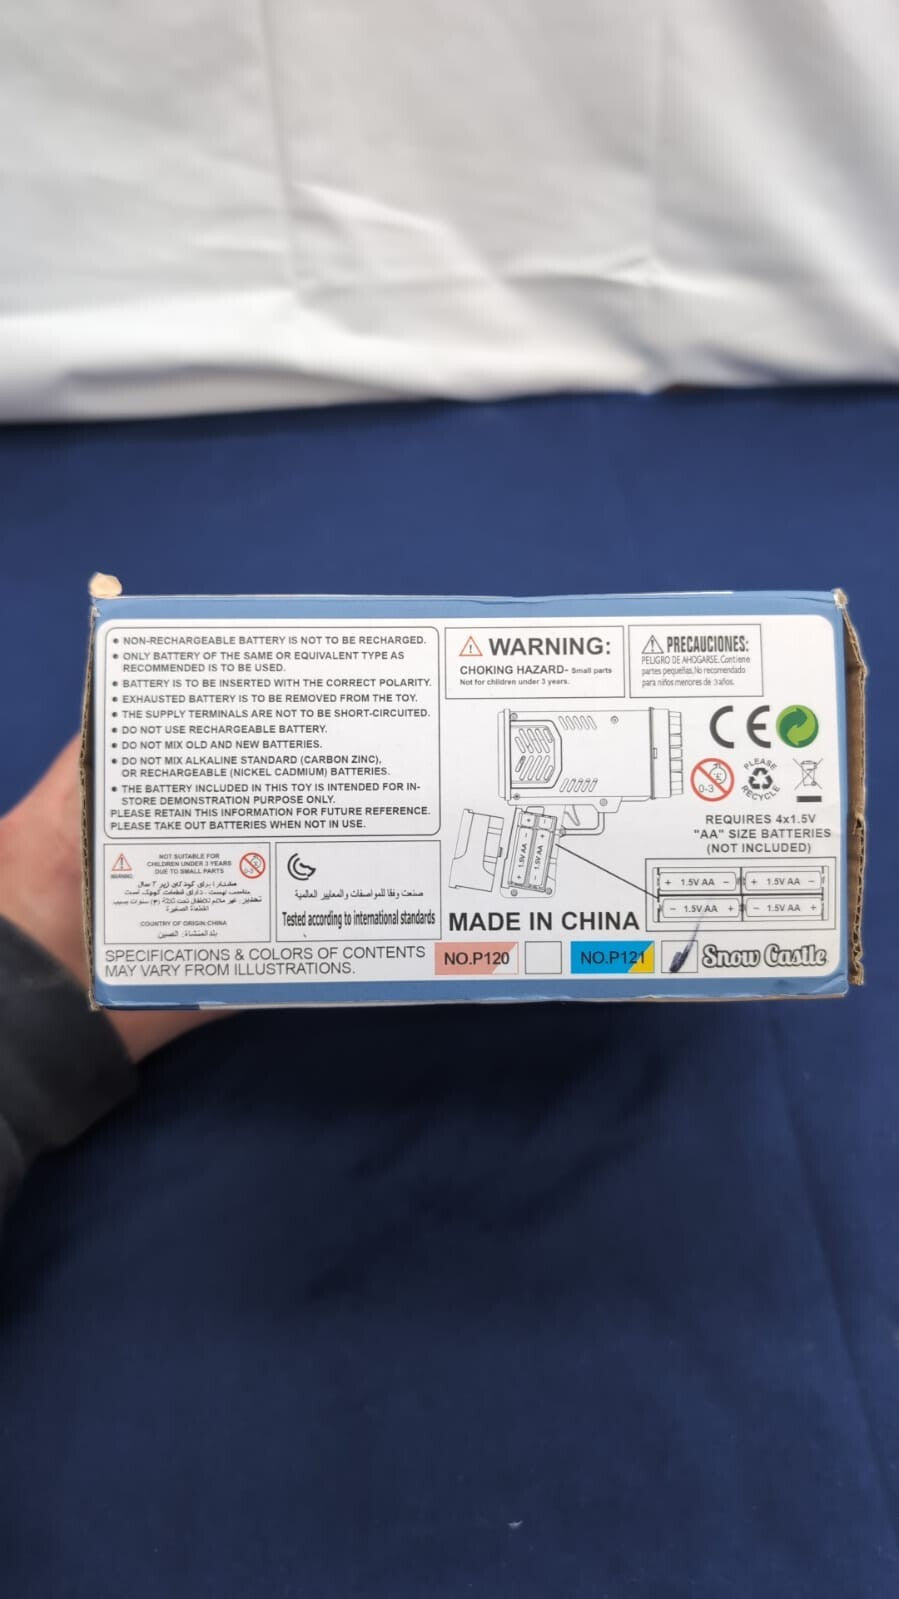 • NON-RECHARGEABLE BATTERY IS NOT TO BE RECHARGED.
• ONLY BATTERY OF THE SAME OR EQUIVALENT TYPE AS
RECOMMENDED IS TO BE USED.
• BATTERY IS TO BE INSERTED WITH THE CORRECT POLARITY.
• EXHAUSTED BATTERY IS TO BE REMOVED FROM THE TOY.
• THE SUPPLY TERMINALS ARE NOT TO BE SHORT-CIRCUITED.
• DO NOT USE RECHARGEABLE BATTERY.
• DO NOT MIX OLD AND NEW BATTERIES.
• DO NOT MIX ALKALINE STANDARD (CARBON ZINC),
OR RECHARGEABLE (NICKEL CADMIUM) BATTERIES.
• THE BATTERY INCLUDED IN THIS TOY IS INTENDED FOR IN-
STORE DEMONSTRATION PURPOSE ONLY.
PLEASE RETAIN THIS INFORMATION FOR FUTURE REFERENCE.
PLEASE TAKE OUT BATTERIES WHEN NOT IN USE.
WARNING:
CHOKING HAZARD- Small parts
Not for children under 3 years.
PRECAUCIONES:
PELIGRO DE AHOGARSE. Contiene
partes pequeñas. No recomendado
para niños menores de 3 años.
CE
0-3
PLEASE
RECYCLE
REQUIRES 4x1.5V
"AA" SIZE BATTERIES
(NOT INCLUDED)
1.5V AA
1.5V AA
+ 1.5V AA -
+ 1.5V AA -
- 1.5V AA +
- 1.5V AA +
WARNING:
NOT SUITABLE FOR
CHILDREN UNDER 3 YEARS
DUE TO SMALL PARTS
0-3
COUNTRY OF ORIGIN:CHINA
بلد المنشأة: الصين
صنعت وفقا للمواصفات والمعايير العالمية
Tested according to international standards
MADE IN CHINA
SPECIFICATIONS & COLORS OF CONTENTS
MAY VARY FROM ILLUSTRATIONS.
NO.P120
NO.P121
Snow Castle